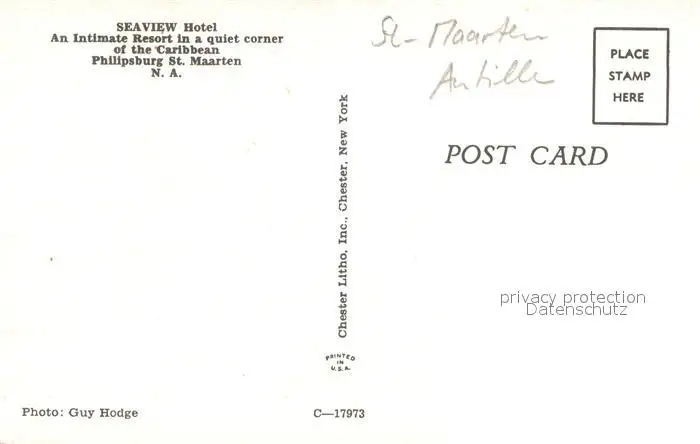 SEAVIEW Hotel
An Intimate Resort in a quiet corner
of the Caribbean
Philipsburg St. Maarten
N. A.
St-Maarten
Antille
PLACE
STAMP
HERE
POST CARD
Chester Litho, Inc., Chester, New York
PRINTED
IN
U.S.A.
privacy protection
Datenschutz
Photo: Guy Hodge
C—17973